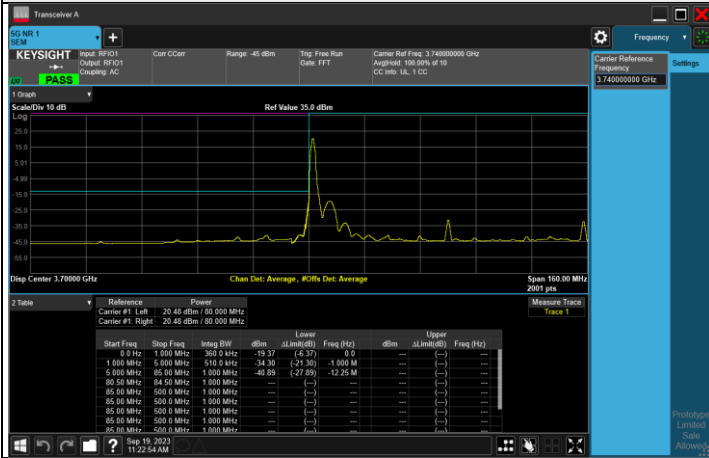 Transceiver A
5G NR 1
SEM
Frequency
KEYSIGHT
Input: RFIO1
Output: RFIO1
Coupling: AC
Corr CCorr
Range: -45 dBm
Trig: Free Run
Gate: FFT
Carrier Ref Freq: 3.740000000 GHz
Avg|Hold: 100.00% of 10
CC Info: UL, 1 CC
PASS
Carrier Reference
Frequency
3.740000000 GHz
Settings
1 Graph
Scale/Div 10 dB
Ref Value 35.0 dBm
Log
25.0
15.0
5.01
-4.99
-15.0
-25.0
-35.0
-45.0
-55.0
Disp Center 3.70000 GHz
Chan Det: Average, #Offs Det: Average
Span 160.00 MHz
2001 pts
2 Table
Reference Power
Carrier #1: Left 20.48 dBm / 80.000 MHz
Carrier #1: Right 20.48 dBm / 80.000 MHz
Measure Trace
Trace 1
Lower Upper
Start Freq Stop Freq Integ BW dBm ΔLimit(dB) Freq (Hz) dBm ΔLimit(dB) Freq (Hz)
0.0 Hz 1.000 MHz 360.0 kHz -19.37 (-6.37) 0.0 --- (---) ---
1.000 MHz 5.000 MHz 510.0 kHz -34.30 (-21.30) -1.000 M --- (---) ---
5.000 MHz 85.00 MHz 1.000 MHz -40.89 (-27.89) -12.25 M --- (---) ---
80.50 MHz 84.50 MHz 1.000 MHz --- (---) --- --- (---) ---
85.00 MHz 500.0 MHz 1.000 MHz --- (---) --- --- (---) ---
85.00 MHz 500.0 MHz 1.000 MHz --- (---) --- --- (---) ---
85.00 MHz 500.0 MHz 1.000 MHz --- (---) --- --- (---) ---
85.00 MHz 500.0 MHz 1.000 MHz --- (---) --- --- (---) ---
85.00 MHz 500.0 MHz 1.000 MHz --- (---) --- --- (---) ---
Prototype
Limited
Sale
Allowed
Sep 19, 2023
11:22:54 AM